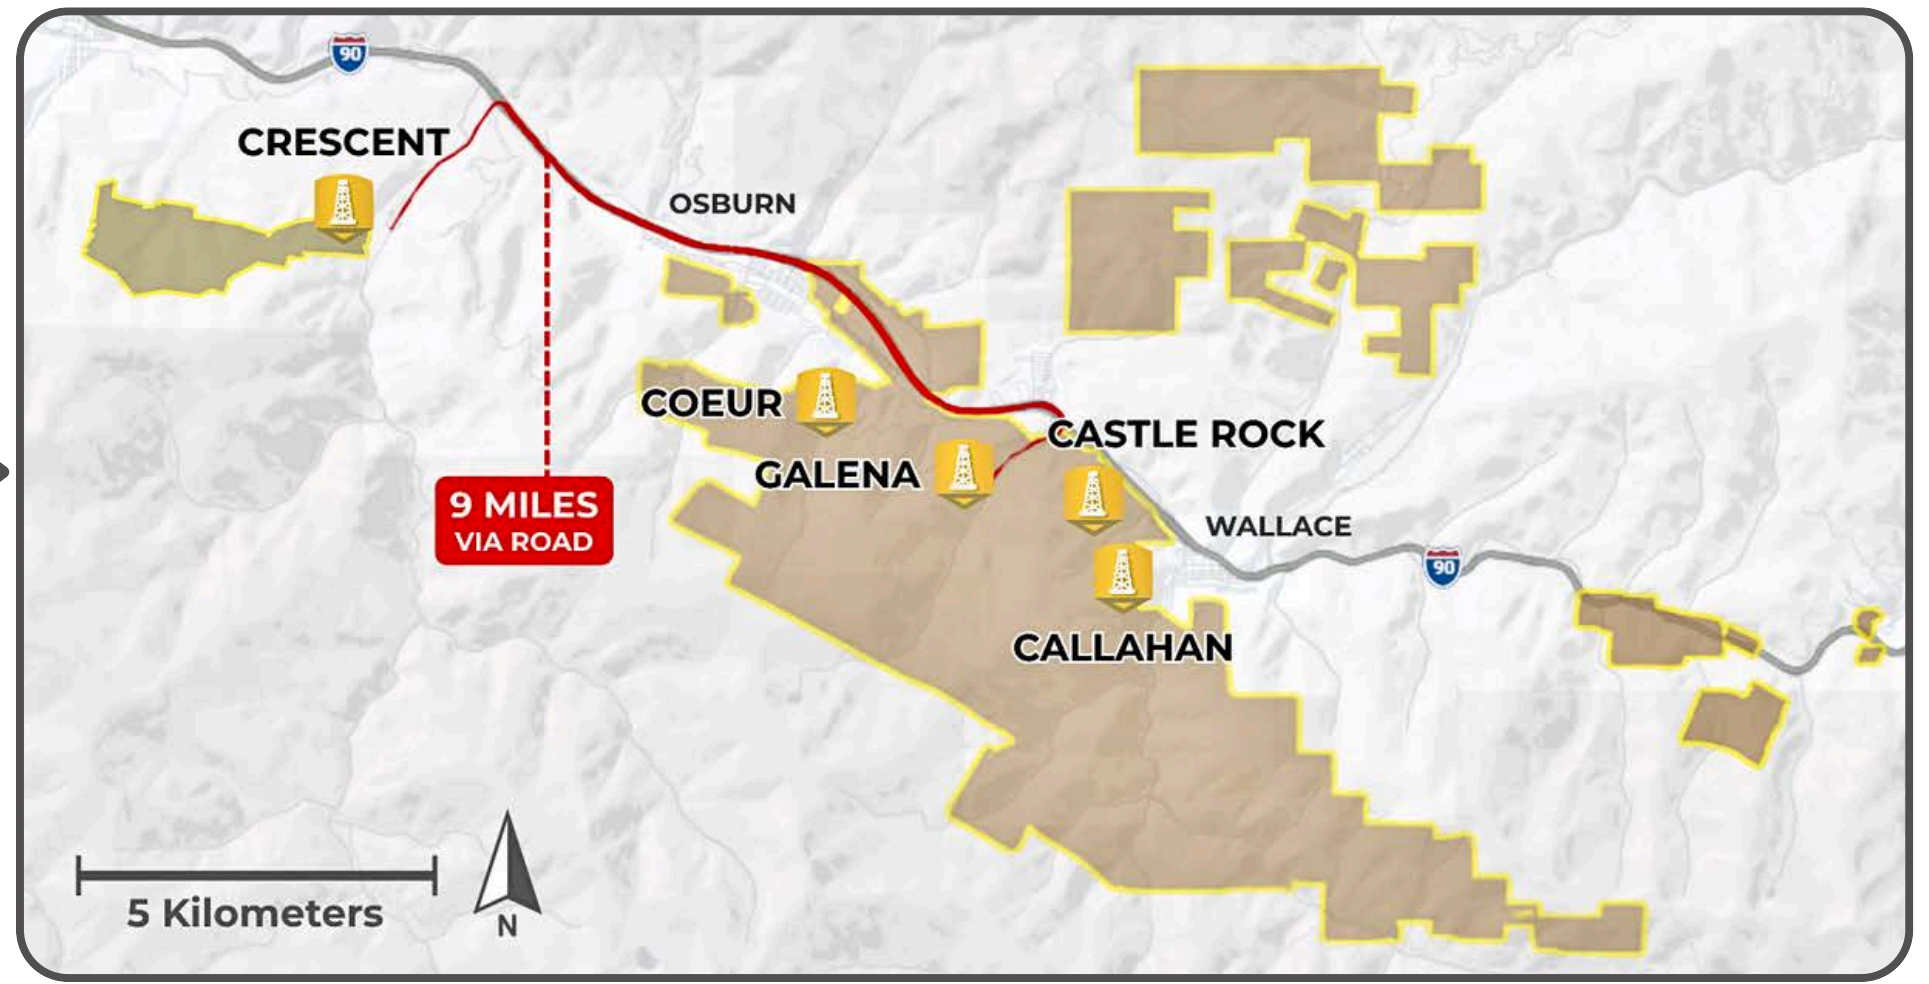 90
CRESCENT
OSBURN
COEUR
CASTLE ROCK
GALENA
9 MILES
VIA ROAD
WALLACE
90
CALLAHAN
5 Kilometers
N